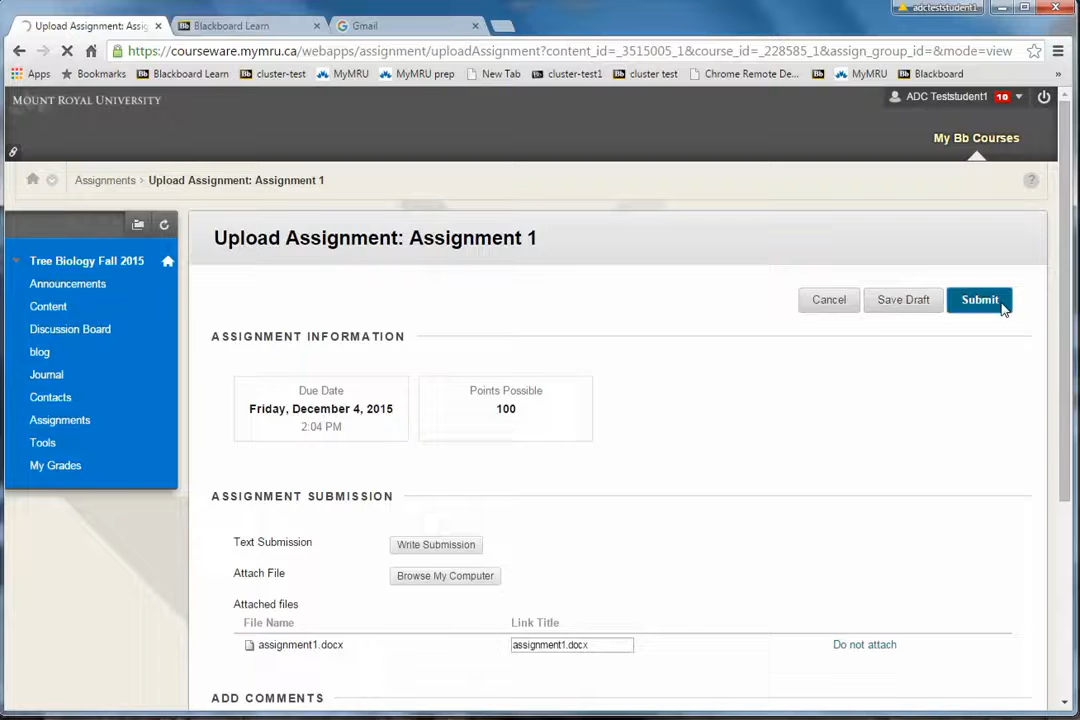 adcteststudent1
Upload Assignment: Assig
Blackboard Learn
Gmail
https://courseware.mymru.ca/webapps/assignment/uploadAssignment?content_id=_3515005_1&course_id=_228585_1&assign_group_id=&mode=view
Apps Bookmarks Blackboard Learn cluster-test MyMRU MyMRU prep New Tab cluster-test1 cluster test Chrome Remote De... MyMRU Blackboard »
MOUNT ROYAL UNIVERSITY
ADC Teststudent1 10
My Bb Courses
Assignments > Upload Assignment: Assignment 1
?
Tree Biology Fall 2015
Announcements
Content
Discussion Board
blog
Journal
Contacts
Assignments
Tools
My Grades
Upload Assignment: Assignment 1
Cancel Save Draft Submit
ASSIGNMENT INFORMATION
Due Date
Friday, December 4, 2015
2:04 PM
Points Possible
100
ASSIGNMENT SUBMISSION
Text Submission Write Submission
Attach File Browse My Computer
Attached files
File Name Link Title
assignment1.docx assignment1.docx Do not attach
ADD COMMENTS